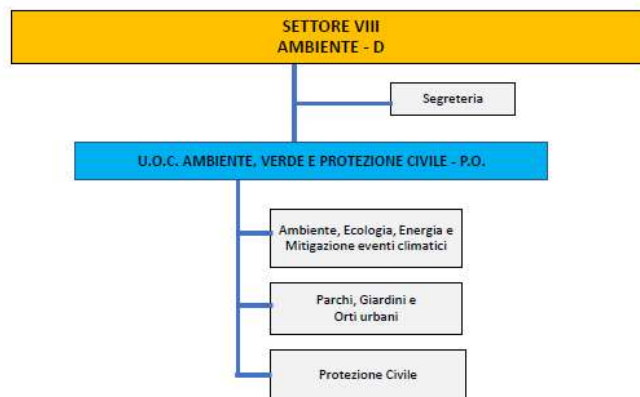 SETTORE VIII
AMBIENTE - D
Segreteria
U.O.C. AMBIENTE, VERDE E PROTEZIONE CIVILE - P.O.
Ambiente, Ecologia, Energia e
Mitigazione eventi climatici
Parchi, Giardini e
Orti urbani
Protezione Civile